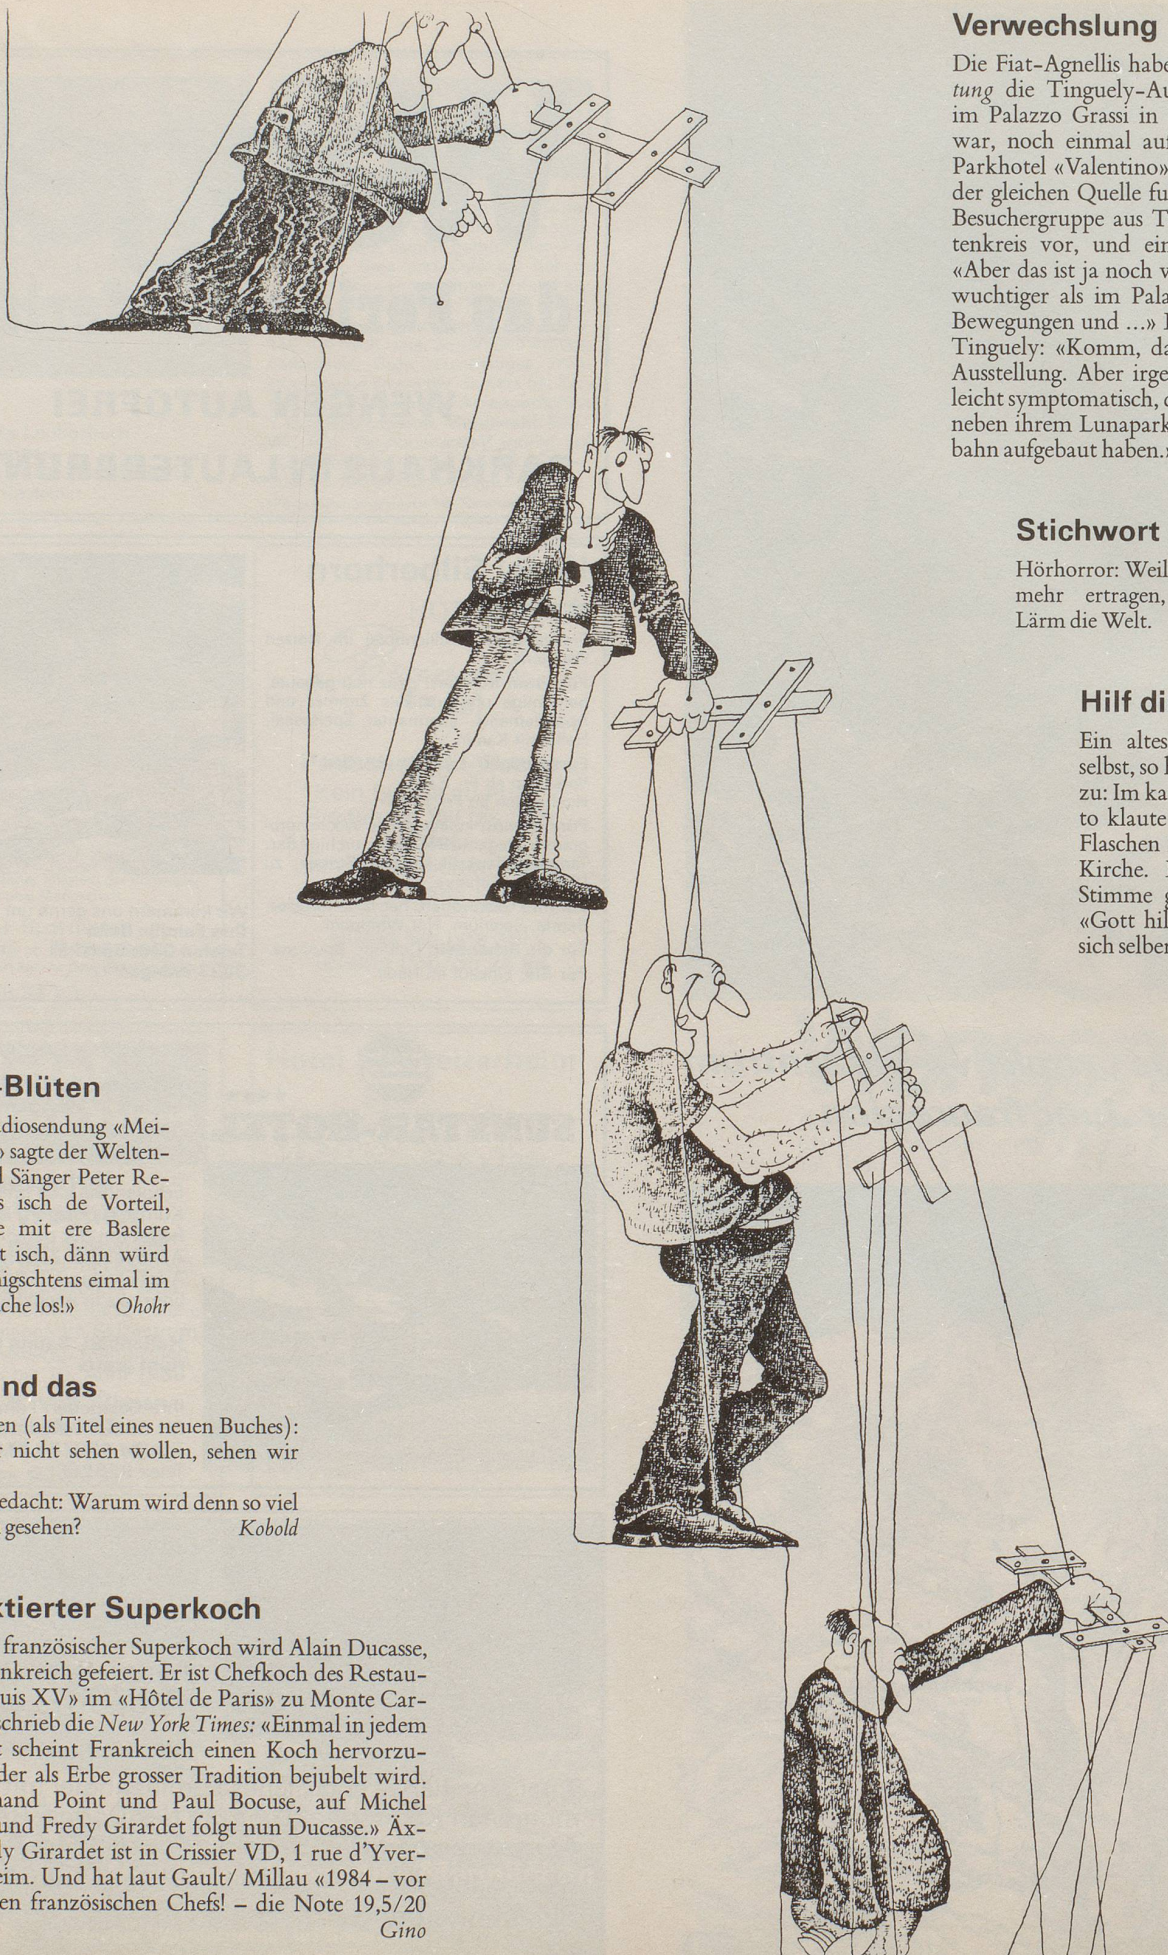 Verwechslung
Die Fiat-Agnellis habe
tung die Tinguely-Au
im Palazzo Grassi in
war, noch einmal au
Parkhotel «Valentino»
der gleichen Quelle fu
Besuchergruppe aus T
tenkreis vor, und ein
«Aber das ist ja noch v
wuchtiger als im Pala
Bewegungen und ...»
Tinguely: «Komm, da
Ausstellung. Aber irge
leicht symptomatisch,
neben ihrem Lunapark
bahn aufgebaut haben.»
Stichwort
Hörhorror: Weil
mehr ertragen,
Lärm die Welt.
Hilf di
Ein altes
selbst, so
zu: Im ka
to klaute
Flaschen
Kirche.
Stimme g
«Gott hil
sich selber
-Blüten
diosendung «Mei-
» sagte der Welten-
l Sänger Peter Re-
s isch de Vorteil,
e mit ere Baslere
t isch, dänn würd
nigschtens eimal im
che los!» Ohohr
nd das
en (als Titel eines neuen Buches):
r nicht sehen wollen, sehen wir
edacht: Warum wird denn so viel
gesehen? Kobold
ktierter Superkoch
französischer Superkoch wird Alain Ducasse,
nkreich gefeiert. Er ist Chefkoch des Restau-
uis XV» im «Hôtel de Paris» zu Monte Car-
schrieb die New York Times: «Einmal in jedem
t scheint Frankreich einen Koch hervorzu-
der als Erbe grosser Tradition bejubelt wird.
nand Point und Paul Bocuse, auf Michel
und Fredy Girardet folgt nun Ducasse.» Äx-
ly Girardet ist in Crissier VD, 1 rue d'Yver-
eim. Und hat laut Gault/ Millau «1984 – vor
en französischen Chefs! – die Note 19,5/20
Gino